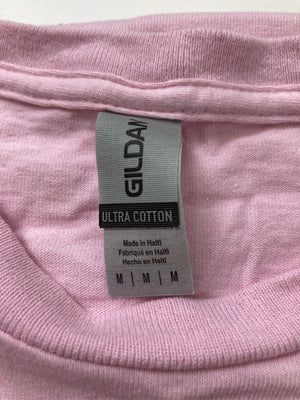 GILDAN
ULTRA COTTON
Made in Haiti
Fabriqué en Haïti
Hecho en Haití
M | M | M